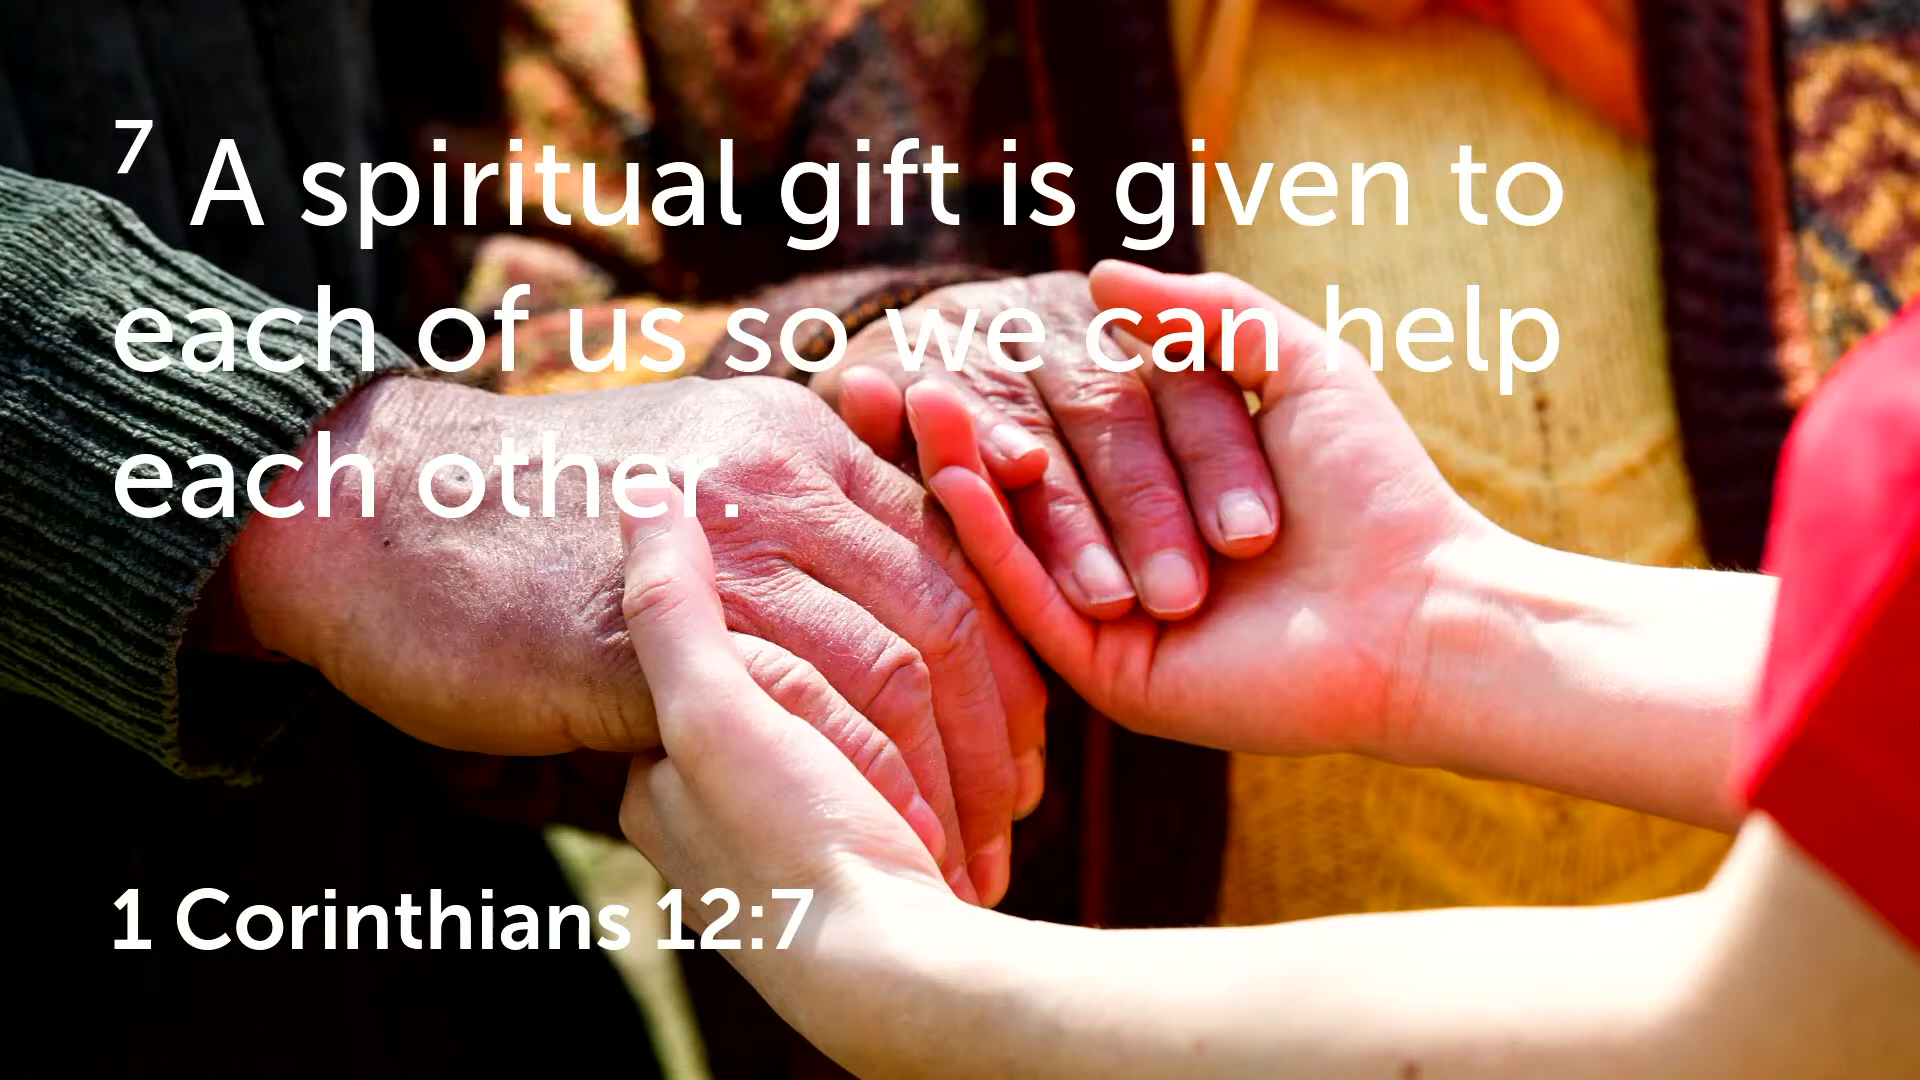 ⁷ A spiritual gift is given to
each of us so we can help
each other.
1 Corinthians 12:7